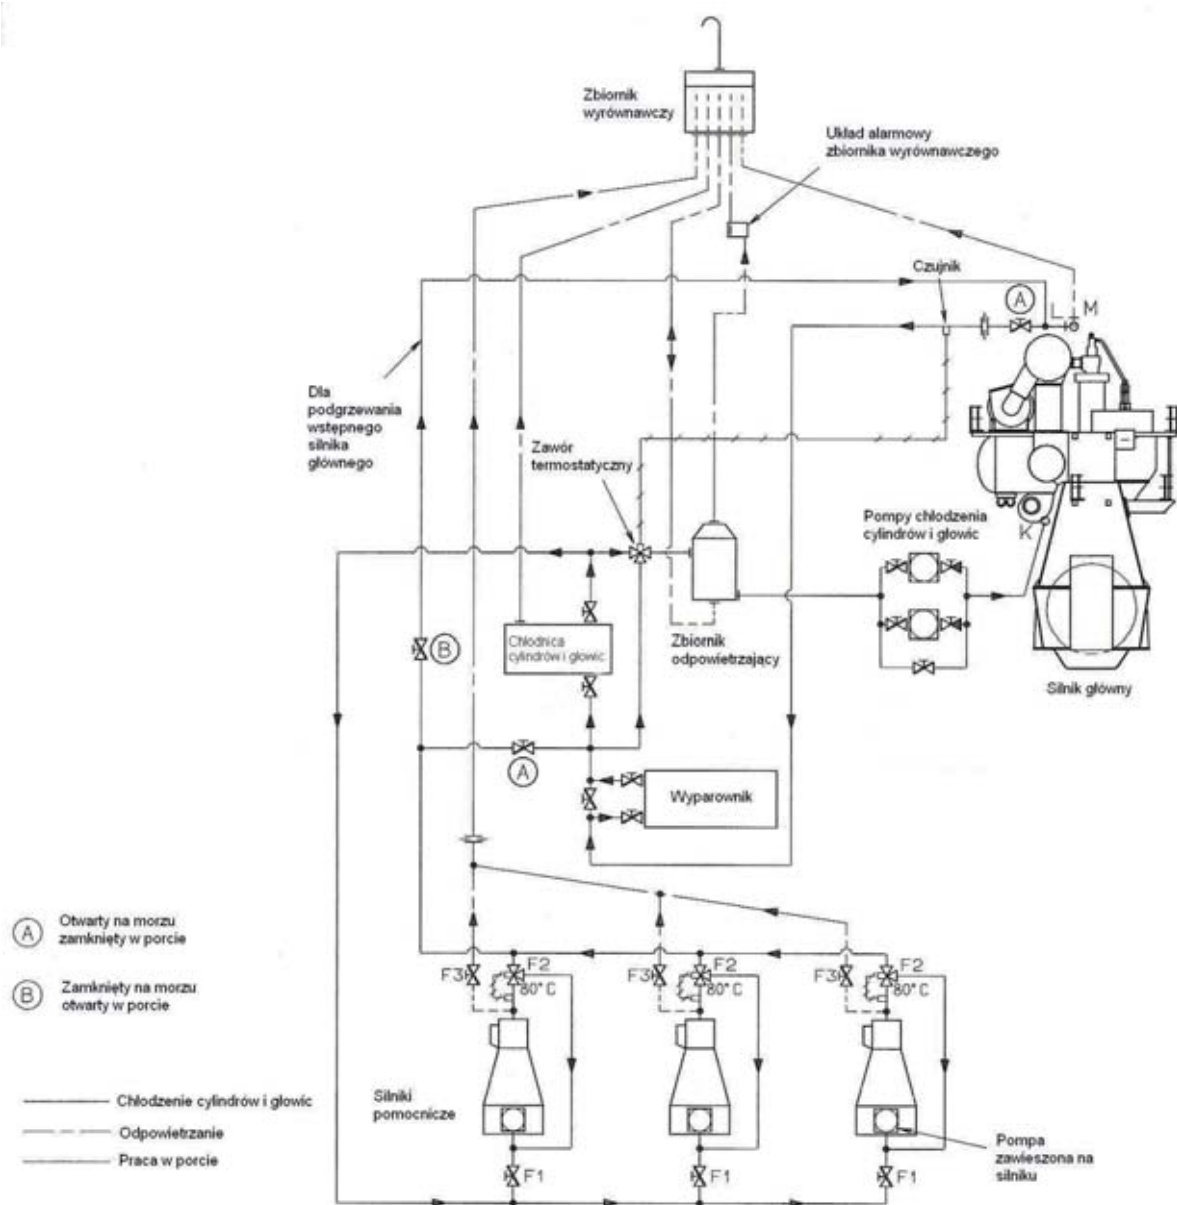 Zbiornik
wyrównawczy
Układ alarmowy
zbiornika wyrównawczego
Czujnik
A
L
M
Dla
podgrzewania
wstępnego
silnika
głównego
Zawór
termostatyczny
Pompy chłodzenia
cylindrów i głowic
K
B
Chłodnica
cylindrów i głowic
Zbiornik
odpowietrzający
Silnik główny
A
Wyparownik
A
Otwarty na morzu
zamknięty w porcie
B
Zamknięty na morzu
otwarty w porcie
F3
F2
80° C
F3
F2
80° C
F3
F2
80° C
Silniki
pomocnicze
Chłodzenie cylindrów i głowic
Odpowietrzanie
Praca w porcie
Pompa
zawieszona na
silniku
F1
F1
F1